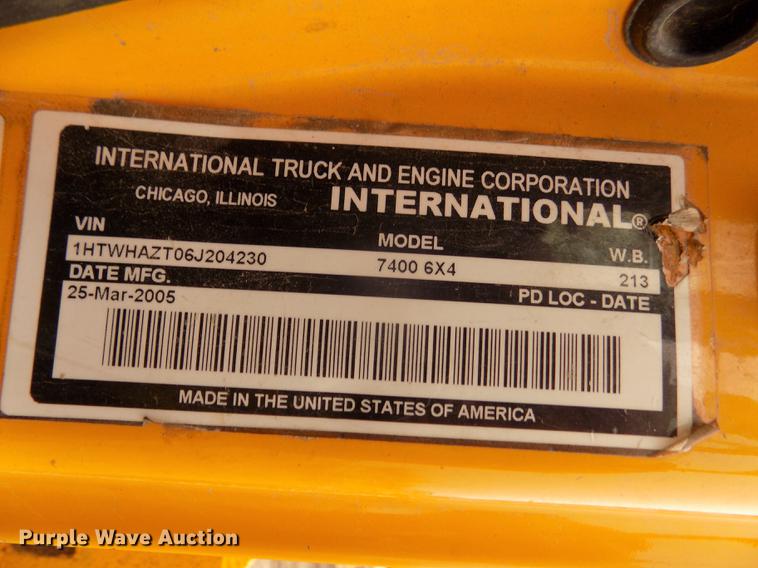 INTERNATIONAL TRUCK AND ENGINE CORPORATION
CHICAGO, ILLINOIS INTERNATIONAL®
VIN MODEL W.B.
1HTWHAZT06J204230 7400 6X4 213
DATE MFG. PD LOC - DATE
25-Mar-2005
MADE IN THE UNITED STATES OF AMERICA
Purple Wave Auction